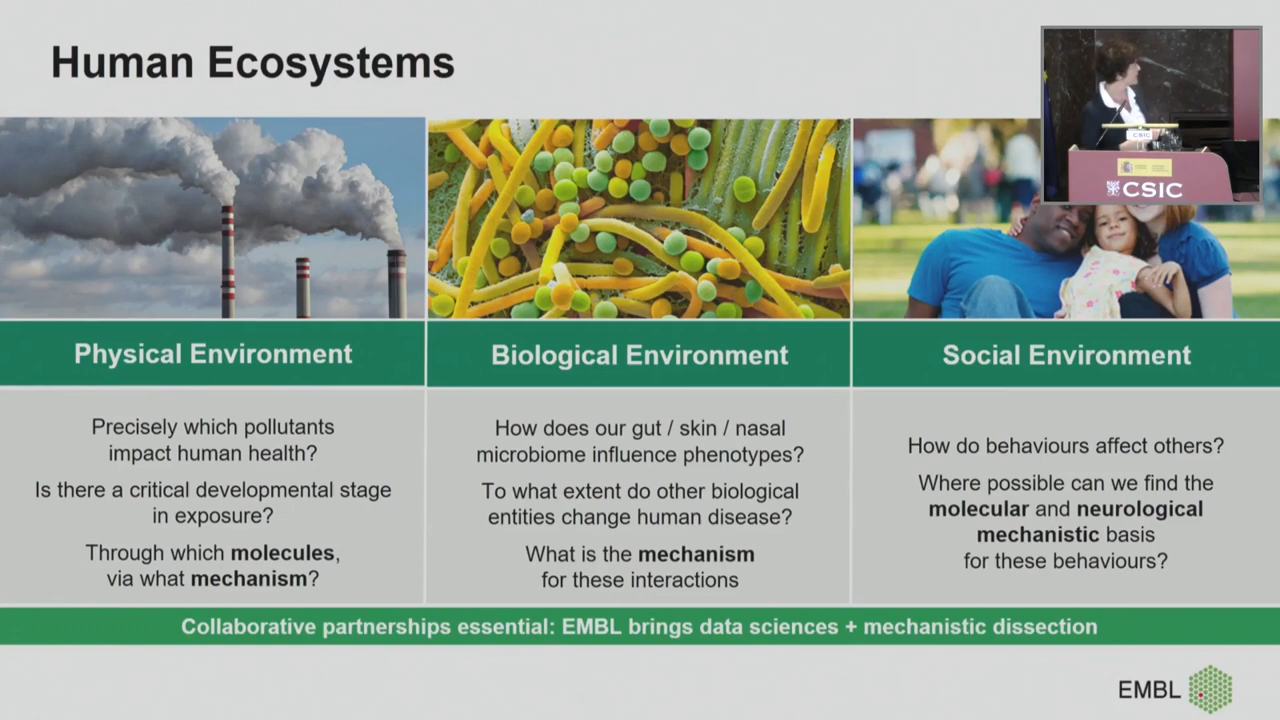 Human Ecosystems
CSIC
CSIC
Physical Environment
Biological Environment
Social Environment
Precisely which pollutants
impact human health?
Is there a critical developmental stage
in exposure?
Through which molecules,
via what mechanism?
How does our gut / skin / nasal
microbiome influence phenotypes?
To what extent do other biological
entities change human disease?
What is the mechanism
for these interactions
How do behaviours affect others?
Where possible can we find the
molecular and neurological
mechanistic basis
for these behaviours?
Collaborative partnerships essential: EMBL brings data sciences + mechanistic dissection
EMBL